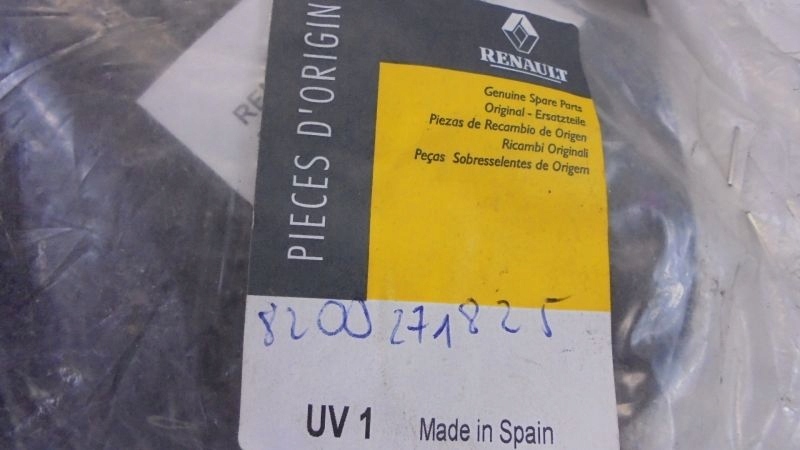 PIECES D'ORIGIN
RENAULT
Genuine Spare Parts
Original - Ersatzteile
Piezas de Recambio de Origen
Ricambi Originali
Peças Sobresselentes de Origem
8200271825
UV 1
Made in Spain